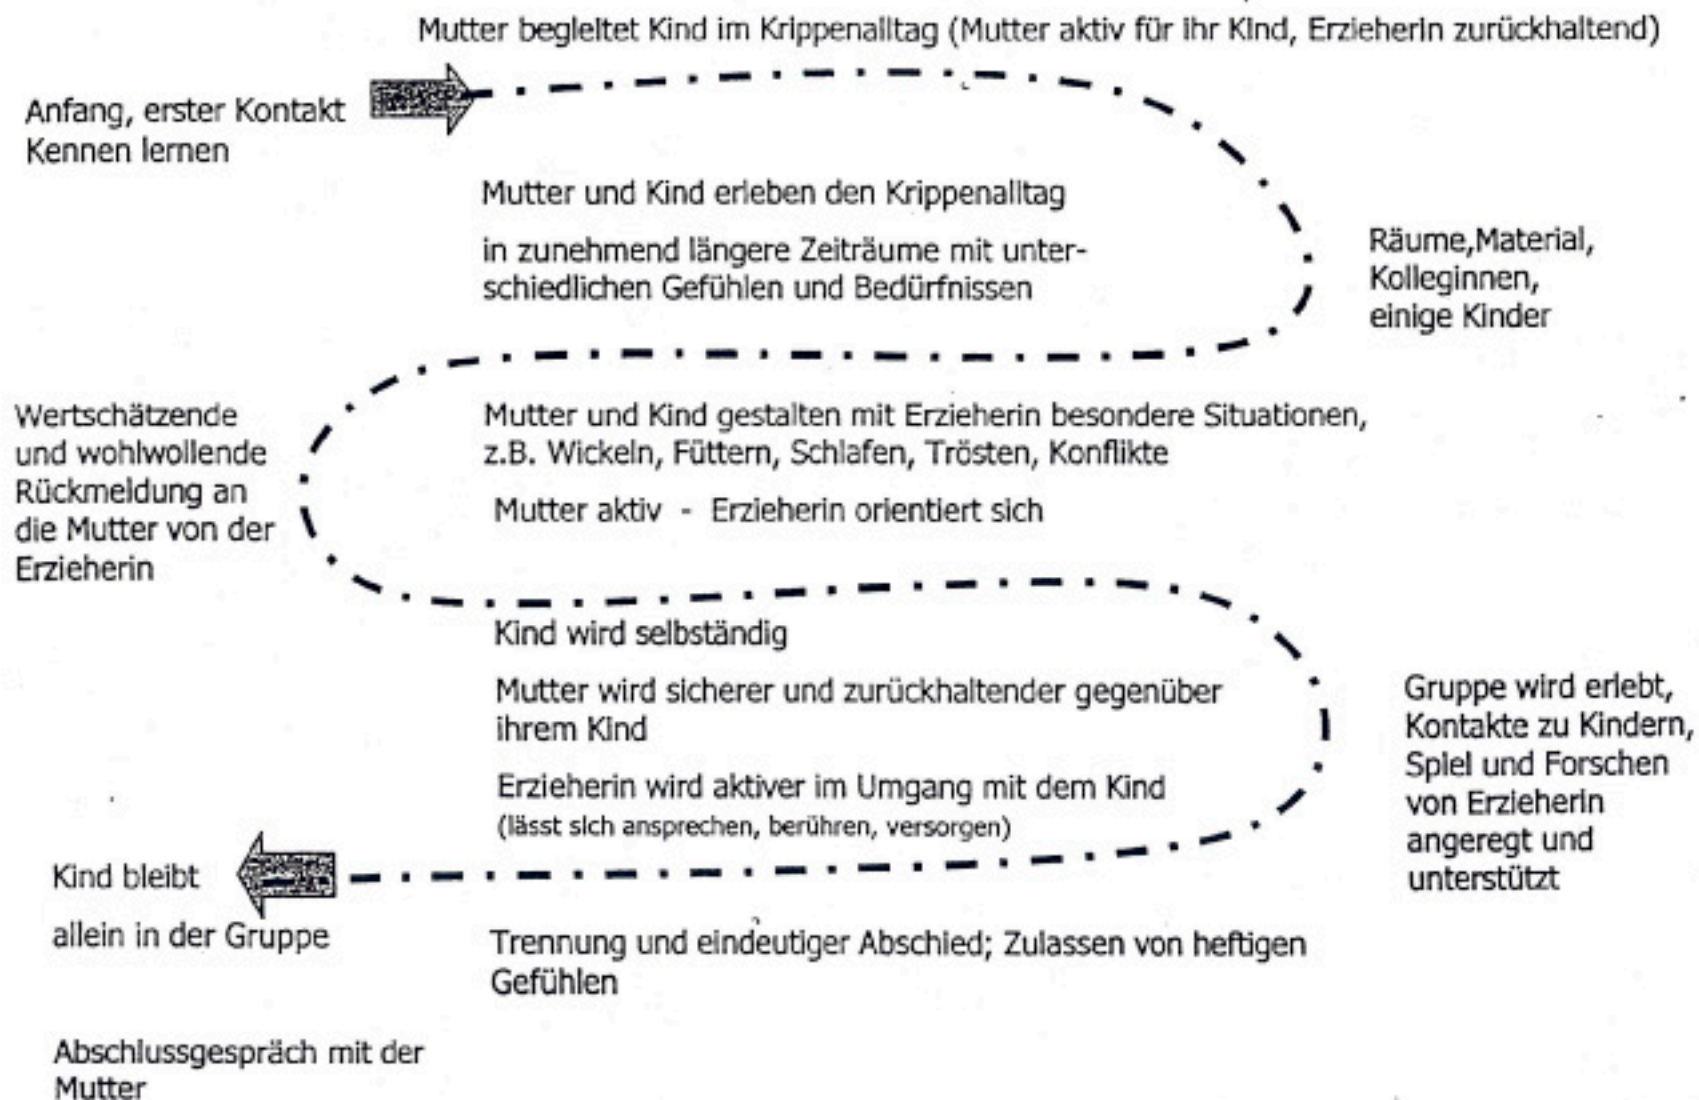 Mutter begleitet Kind im Krippenalltag (Mutter aktiv für ihr Kind, Erzieherin zurückhaltend)
Anfang, erster Kontakt
Kennen lernen
Mutter und Kind erleben den Krippenalltag
in zunehmend längere Zeiträume mit unter-
schiedlichen Gefühlen und Bedürfnissen
Räume,Material,
Kolleginnen,
einige Kinder
Wertschätzende
und wohlwollende
Rückmeldung an
die Mutter von der
Erzieherin
Mutter und Kind gestalten mit Erzieherin besondere Situationen,
z.B. Wickeln, Füttern, Schlafen, Trösten, Konflikte
Mutter aktiv - Erzieherin orientiert sich
Kind wird selbständig
Mutter wird sicherer und zurückhaltender gegenüber
ihrem Kind
Erzieherin wird aktiver im Umgang mit dem Kind
(lässt sich ansprechen, berühren, versorgen)
Gruppe wird erlebt,
Kontakte zu Kindern,
Spiel und Forschen
von Erzieherin
angeregt und
unterstützt
Kind bleibt
allein in der Gruppe
Trennung und eindeutiger Abschied; Zulassen von heftigen
Gefühlen
Abschlussgespräch mit der
Mutter